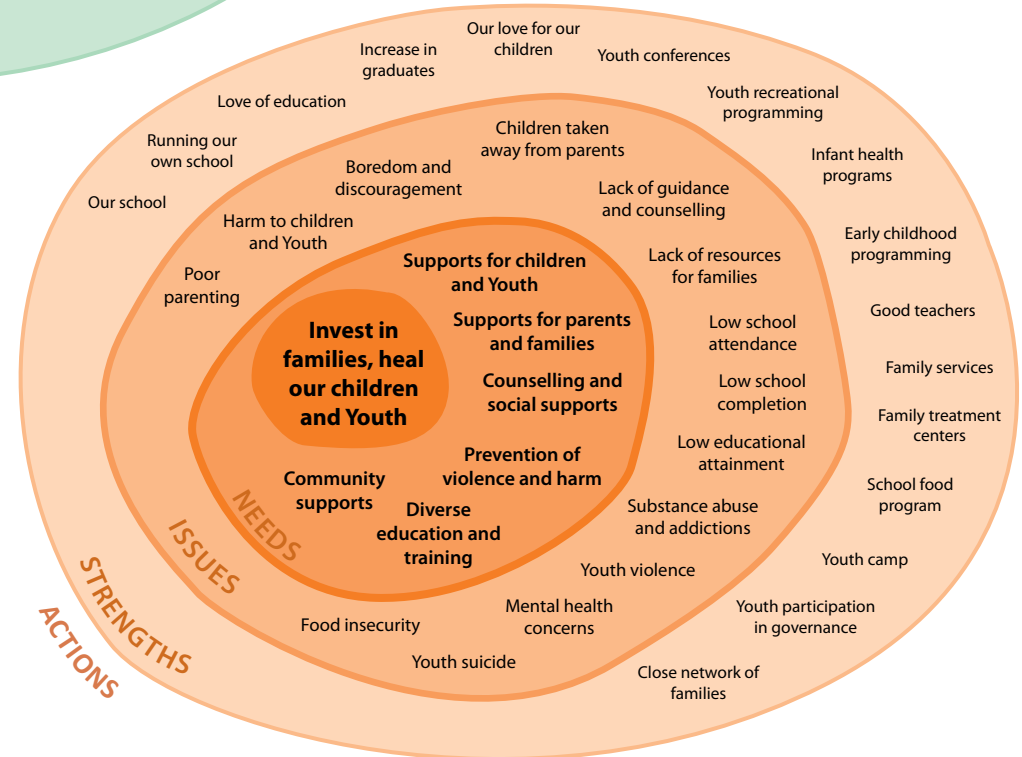 Our love for our
children
Increase in
graduates
Youth conferences
Love of education
Youth recreational
programming
Running our
own school
Infant health
programs
Our school
Early childhood
programming
Good teachers
Family services
Family treatment
centers
School food
program
Youth camp
Youth participation
in governance
Close network of
families
Children taken
away from parents
Boredom and
discouragement
Lack of guidance
and counselling
Harm to children
and Youth
Lack of resources
for families
Poor
parenting
Low school
attendance
Low school
completion
Low educational
attainment
Substance abuse
and addictions
Youth violence
Mental health
concerns
Food insecurity
Youth suicide
Supports for children
and Youth
Supports for parents
and families
Counselling and
social supports
Prevention of
violence and harm
Community
supports
Diverse
education and
training
Invest in
families, heal
our children
and Youth
NEEDS
ISSUES
STRENGTHS
ACTIONS